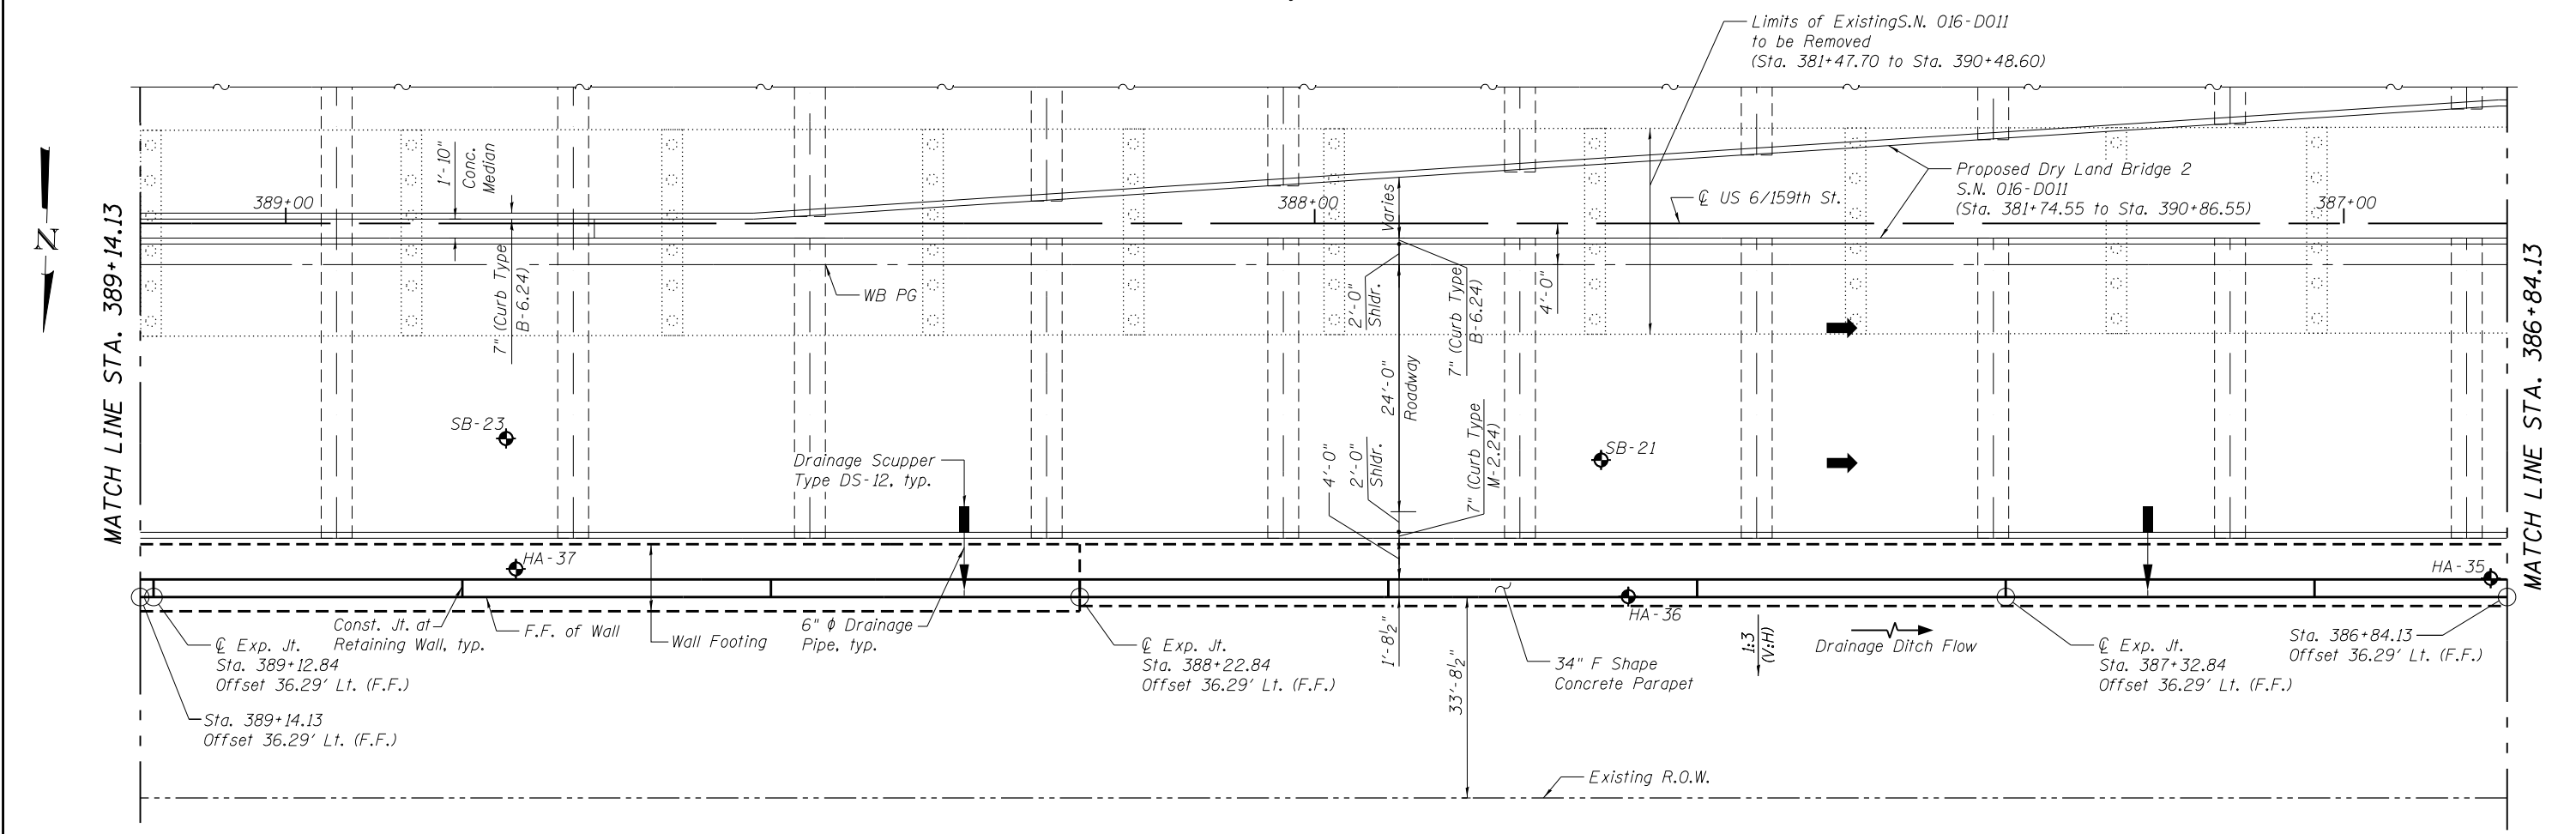 Limits of ExistingS.N. 016-D011
to be Removed
(Sta. 381+47.70 to Sta. 390+48.60)
N
MATCH LINE STA. 389+14.13
389+00
1'-10"
Conc.
Median
7" (Curb Type
B-6.24)
WB PG
388+00
Varies
℄ US 6/159th St.
Proposed Dry Land Bridge 2
S.N. 016-D011
(Sta. 381+74.55 to Sta. 390+86.55)
387+00
MATCH LINE STA. 386+84.13
2'-0"
Shldr.
7" (Curb Type
B-6.24)
4'-0"
24'-0"
Roadway
SB-23
Drainage Scupper
Type DS-12, typ.
4'-0"
2'-0"
Shldr.
7" (Curb Type
M-2.24)
SB-21
HA-37
HA-35
HA-36
℄ Exp. Jt.
Sta. 389+12.84
Offset 36.29' Lt. (F.F.)
Const. Jt. at
Retaining Wall, typ.
F.F. of Wall
Wall Footing
6" ϕ Drainage
Pipe, typ.
℄ Exp. Jt.
Sta. 388+22.84
Offset 36.29' Lt. (F.F.)
1'-8½"
33'-8½"
34" F Shape
Concrete Parapet
1:3
(V:H)
Drainage Ditch Flow
℄ Exp. Jt.
Sta. 387+32.84
Offset 36.29' Lt. (F.F.)
Sta. 386+84.13
Offset 36.29' Lt. (F.F.)
Sta. 389+14.13
Offset 36.29' Lt. (F.F.)
Existing R.O.W.